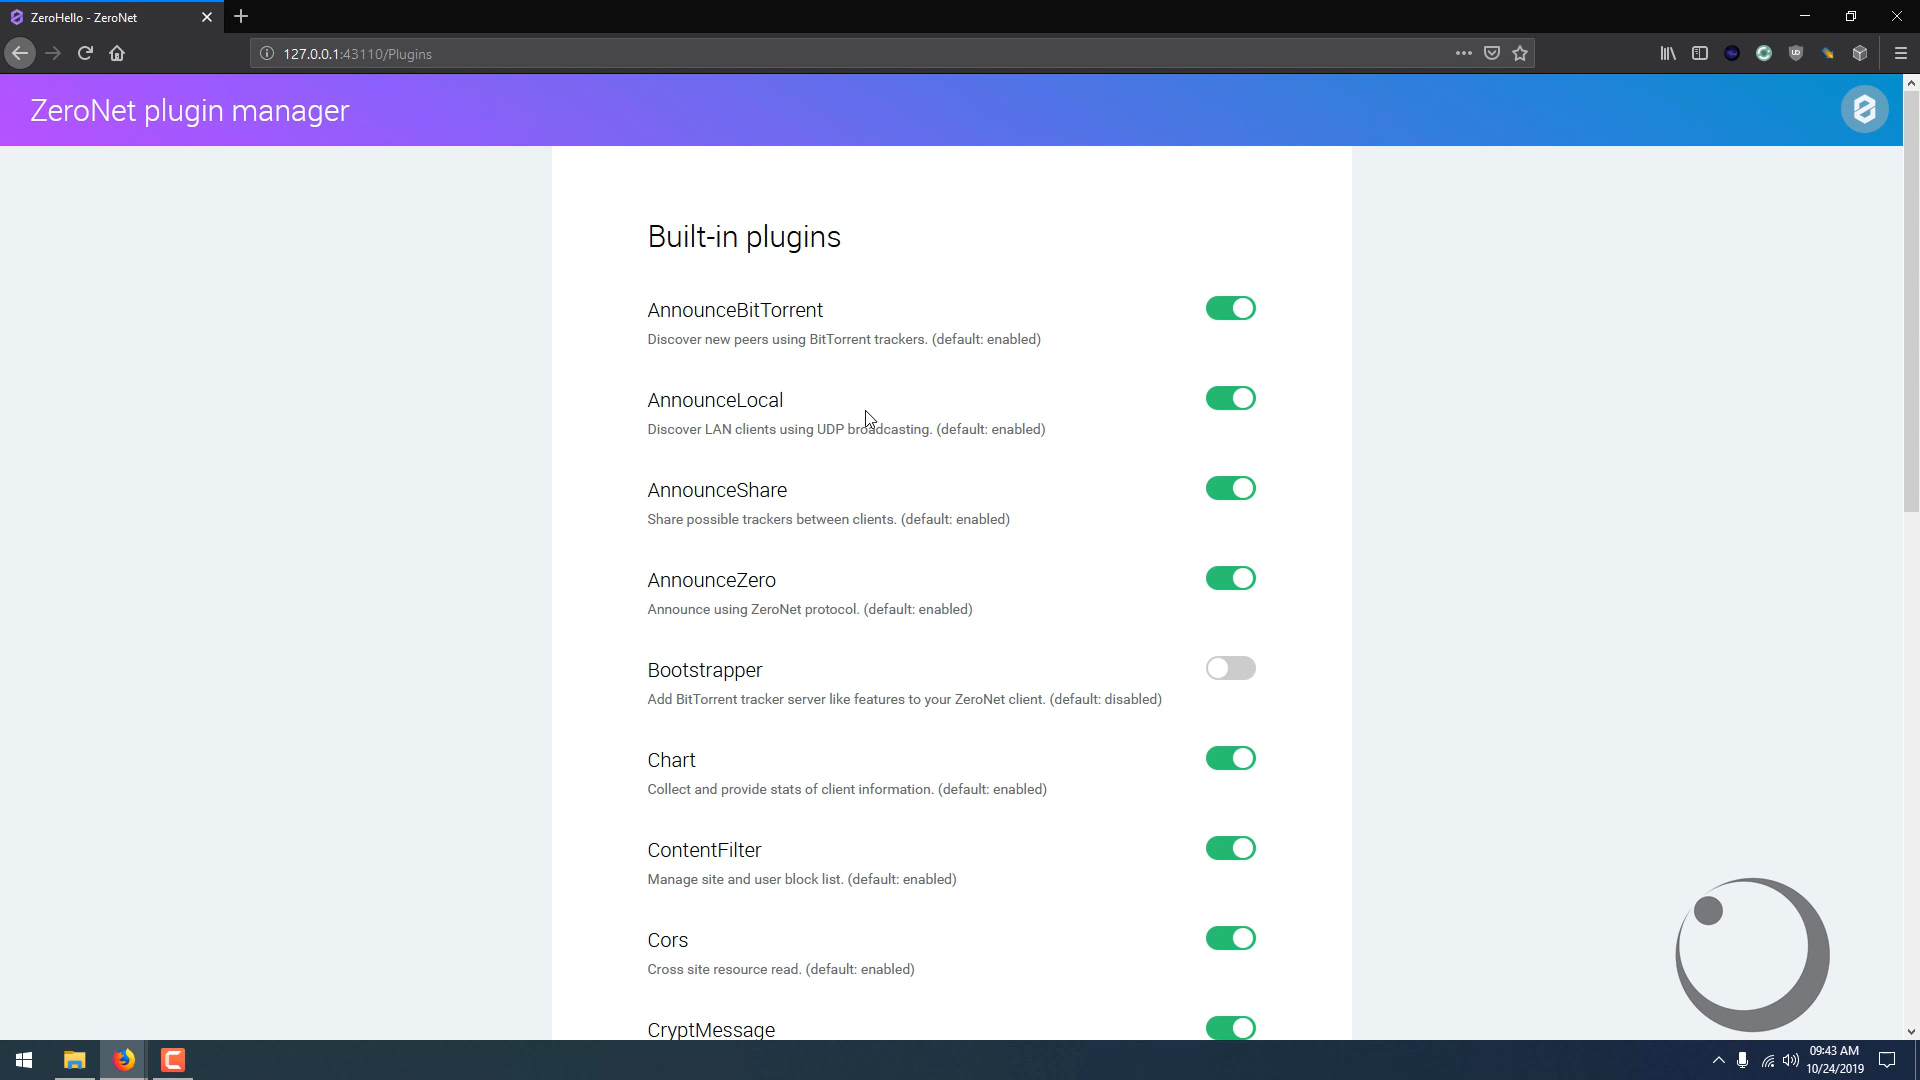 ZeroHello - ZeroNet
127.0.0.1:43110/Plugins
ZeroNet plugin manager
Built-in plugins
AnnounceBitTorrent
Discover new peers using BitTorrent trackers. (default: enabled)
AnnounceLocal
Discover LAN clients using UDP broadcasting. (default: enabled)
AnnounceShare
Share possible trackers between clients. (default: enabled)
AnnounceZero
Announce using ZeroNet protocol. (default: enabled)
Bootstrapper
Add BitTorrent tracker server like features to your ZeroNet client. (default: disabled)
Chart
Collect and provide stats of client information. (default: enabled)
ContentFilter
Manage site and user block list. (default: enabled)
Cors
Cross site resource read. (default: enabled)
CryptMessage
09:43 AM
10/24/2019